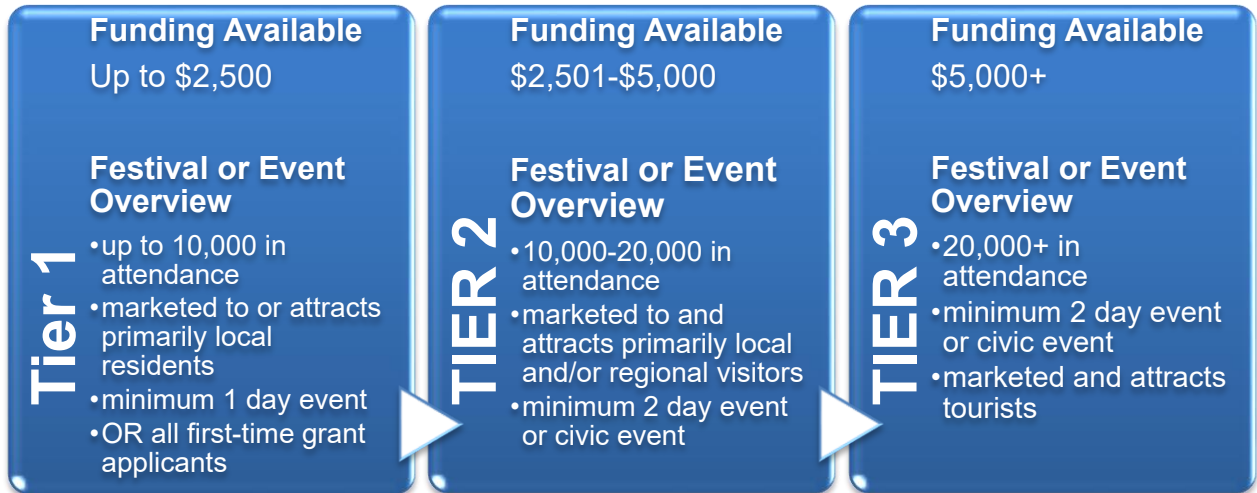 Tier 1
Funding Available
Up to $2,500
Festival or Event
Overview
•up to 10,000 in
attendance
•marketed to or attracts
primarily local
residents
•minimum 1 day event
•OR all first-time grant
applicants
TIER 2
Funding Available
$2,501-$5,000
Festival or Event
Overview
•10,000-20,000 in
attendance
•marketed to and
attracts primarily local
and/or regional visitors
•minimum 2 day event
or civic event
TIER 3
Funding Available
$5,000+
Festival or Event
Overview
•20,000+ in
attendance
•minimum 2 day event
or civic event
•marketed and attracts
tourists